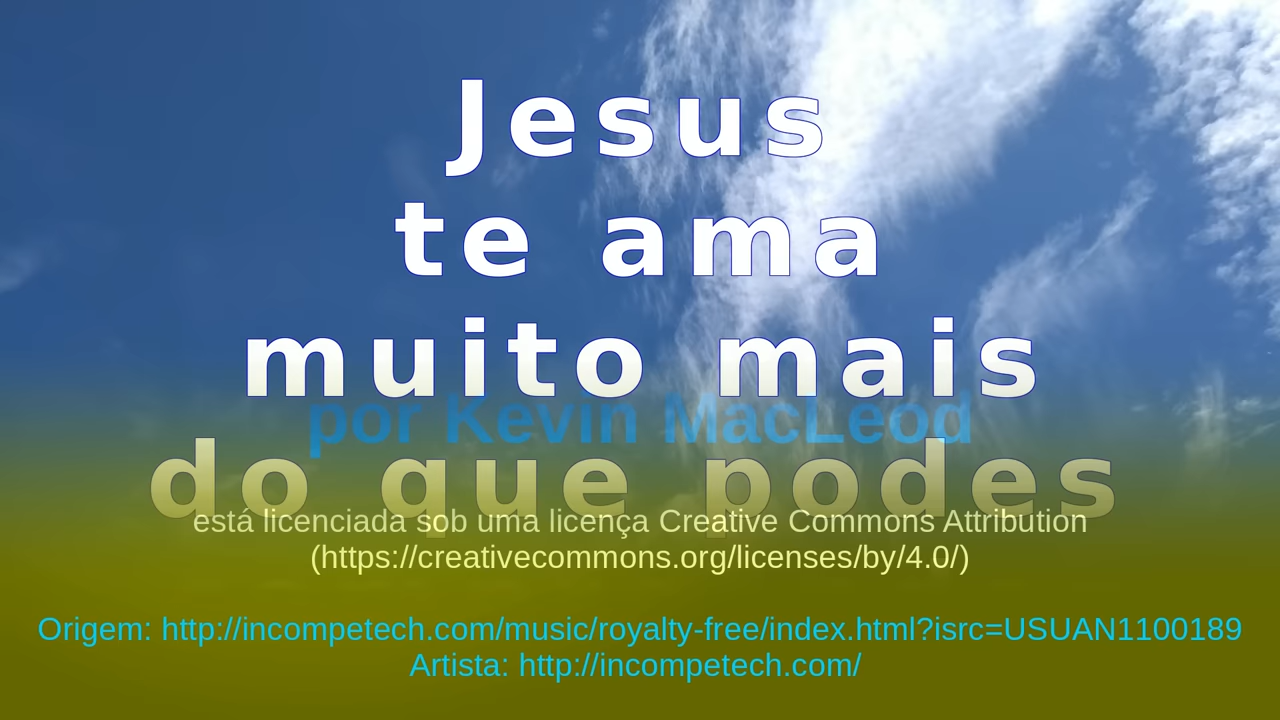 Jesus
te ama
muito mais
por Kevin MacLeod
do que podes
está licenciada sob uma licença Creative Commons Attribution
(https://creativecommons.org/licenses/by/4.0/)
Origem: http://incompetech.com/music/royalty-free/index.html?isrc=USUAN1100189
Artista: http://incompetech.com/